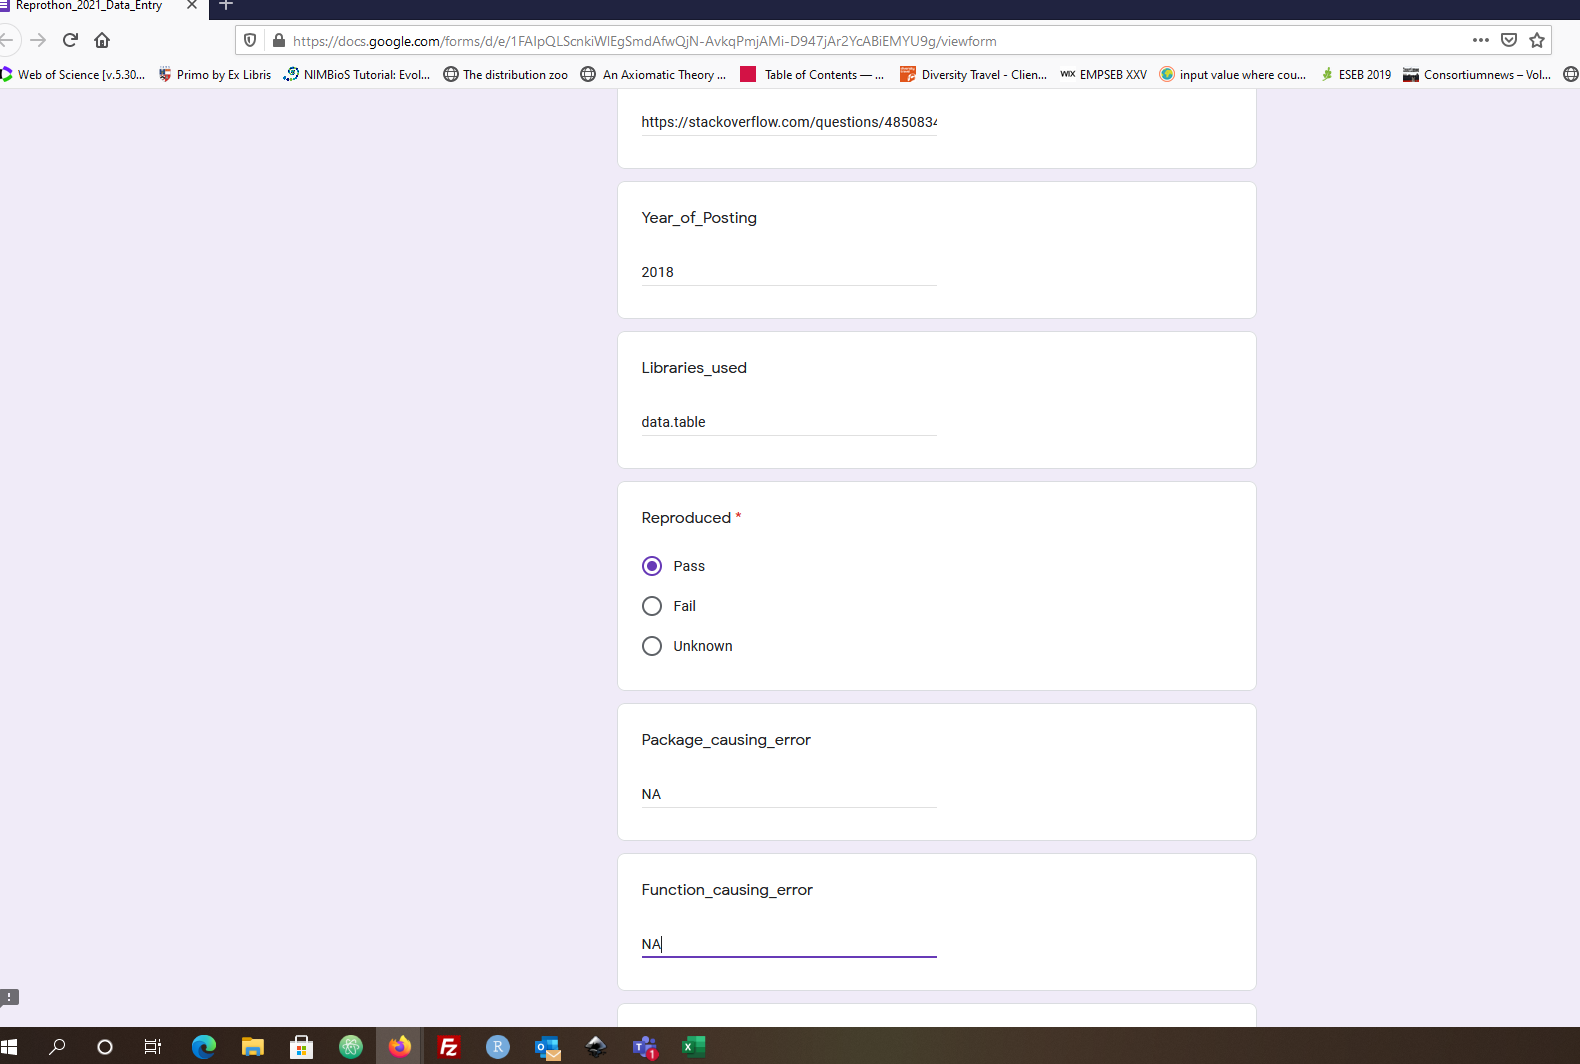 Reprothon_2021_Data_Entry
https://docs.google.com/forms/d/e/1FAIpQLScnkiWIEgSmdAfwQjN-AvkqPmjAMi-D947jAr2YcABiEMYU9g/viewform
Web of Science [v.5.30... Primo by Ex Libris NIMBioS Tutorial: Evol... The distribution zoo An Axiomatic Theory ... Table of Contents — ... Diversity Travel - Clien... WIX EMPSEB XXV input value where cou... ESEB 2019 Consortiumnews – Vol...
https://stackoverflow.com/questions/4850834
Year_of_Posting
2018
Libraries_used
data.table
Reproduced *
Pass
Fail
Unknown
Package_causing_error
NA
Function_causing_error
NA